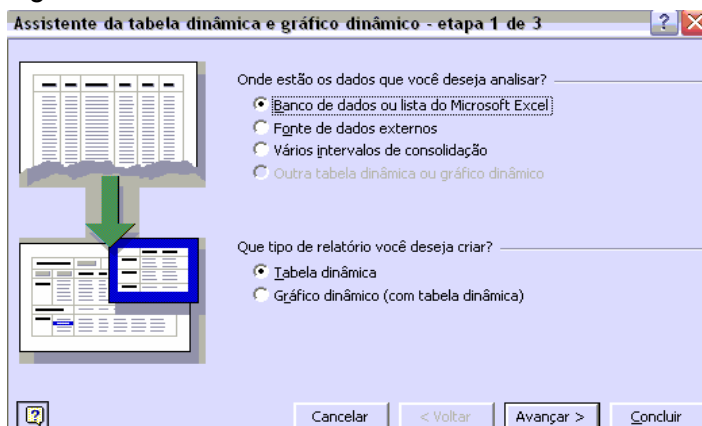 Assistente da tabela dinâmica e gráfico dinâmico - etapa 1 de 3
Onde estão os dados que você deseja analisar?
Banco de dados ou lista do Microsoft Excel
Fonte de dados externos
Vários intervalos de consolidação
Outra tabela dinâmica ou gráfico dinâmico
Que tipo de relatório você deseja criar?
Tabela dinâmica
Gráfico dinâmico (com tabela dinâmica)
Cancelar < Voltar Avançar > Concluir